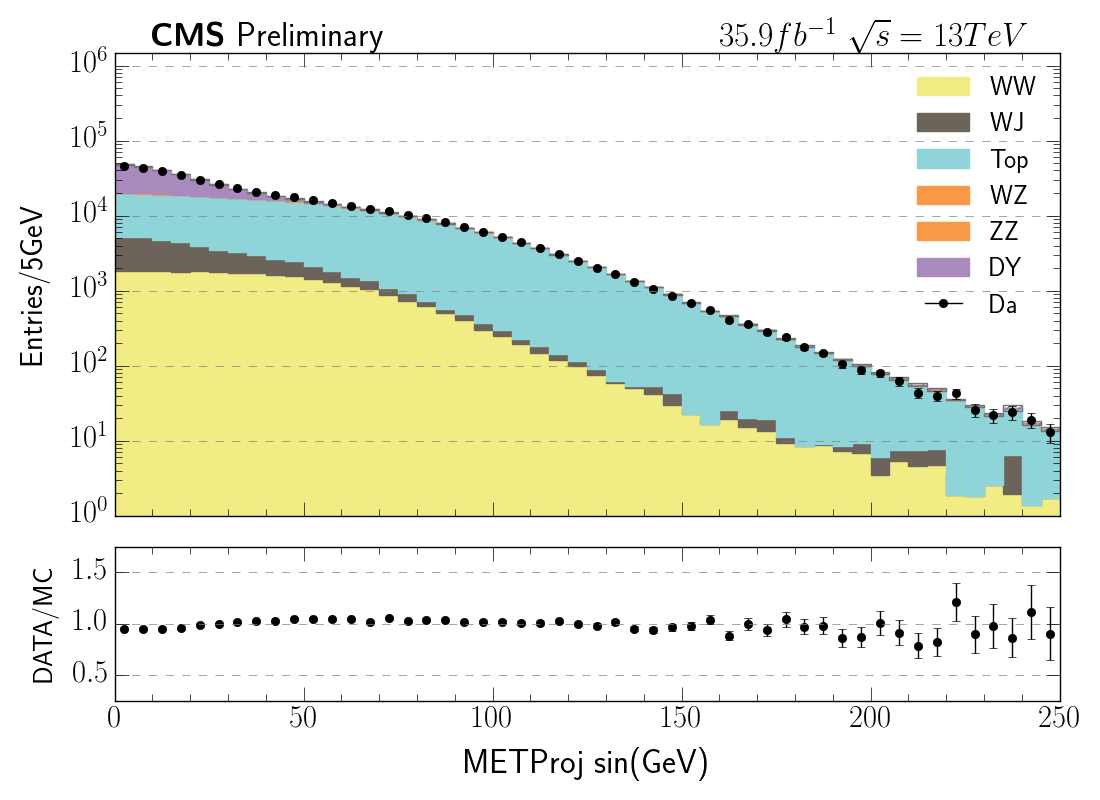 CMS Preliminary 35.9fb⁻¹ √s = 13TeV
10⁶
10⁵
10⁴
10³
10²
10¹
10⁰
Entries/5GeV
WW
WJ
Top
WZ
ZZ
DY
Da
1.5
1.0
0.5
DATA/MC
0 50 100 150 200 250
METProj sin(GeV)